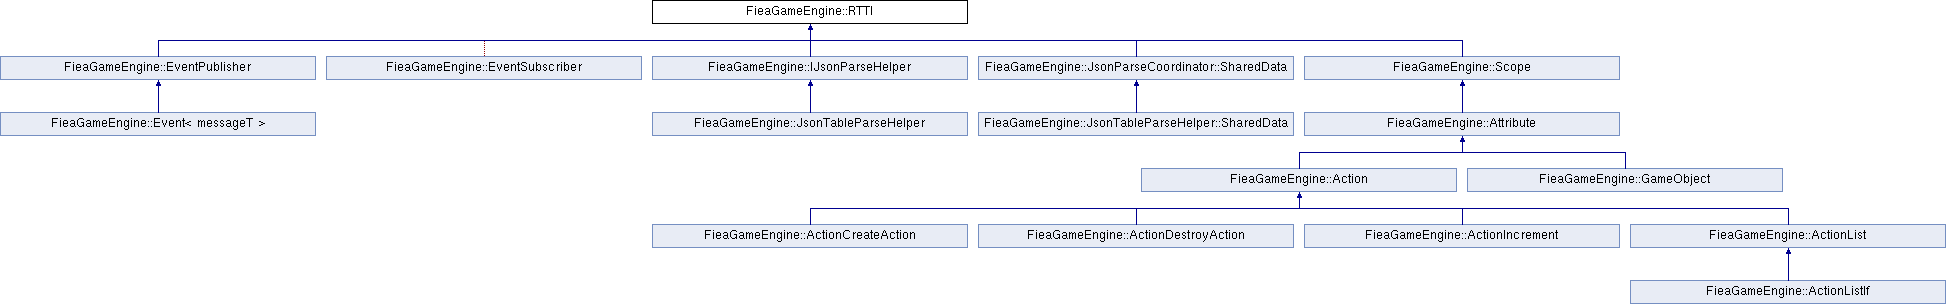 FieaGameEngine::RTTI
FieaGameEngine::EventPublisher
FieaGameEngine::EventSubscriber
FieaGameEngine::IJsonParseHelper
FieaGameEngine::JsonParseCoordinator::SharedData
FieaGameEngine::Scope
FieaGameEngine::Event< messageT >
FieaGameEngine::JsonTableParseHelper
FieaGameEngine::JsonTableParseHelper::SharedData
FieaGameEngine::Attribute
FieaGameEngine::Action
FieaGameEngine::GameObject
FieaGameEngine::ActionCreateAction
FieaGameEngine::ActionDestroyAction
FieaGameEngine::ActionIncrement
FieaGameEngine::ActionList
FieaGameEngine::ActionListIf